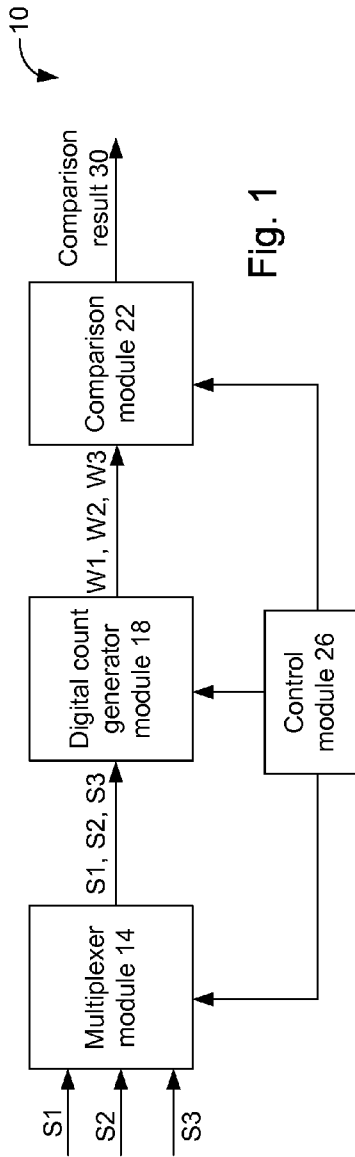 10
S1
S2
S3
Multiplexer
module 14
S1, S2, S3
Digital count
generator
module 18
W1, W2, W3
Comparison
module 22
Comparison
result 30
Control
module 26
Fig. 1